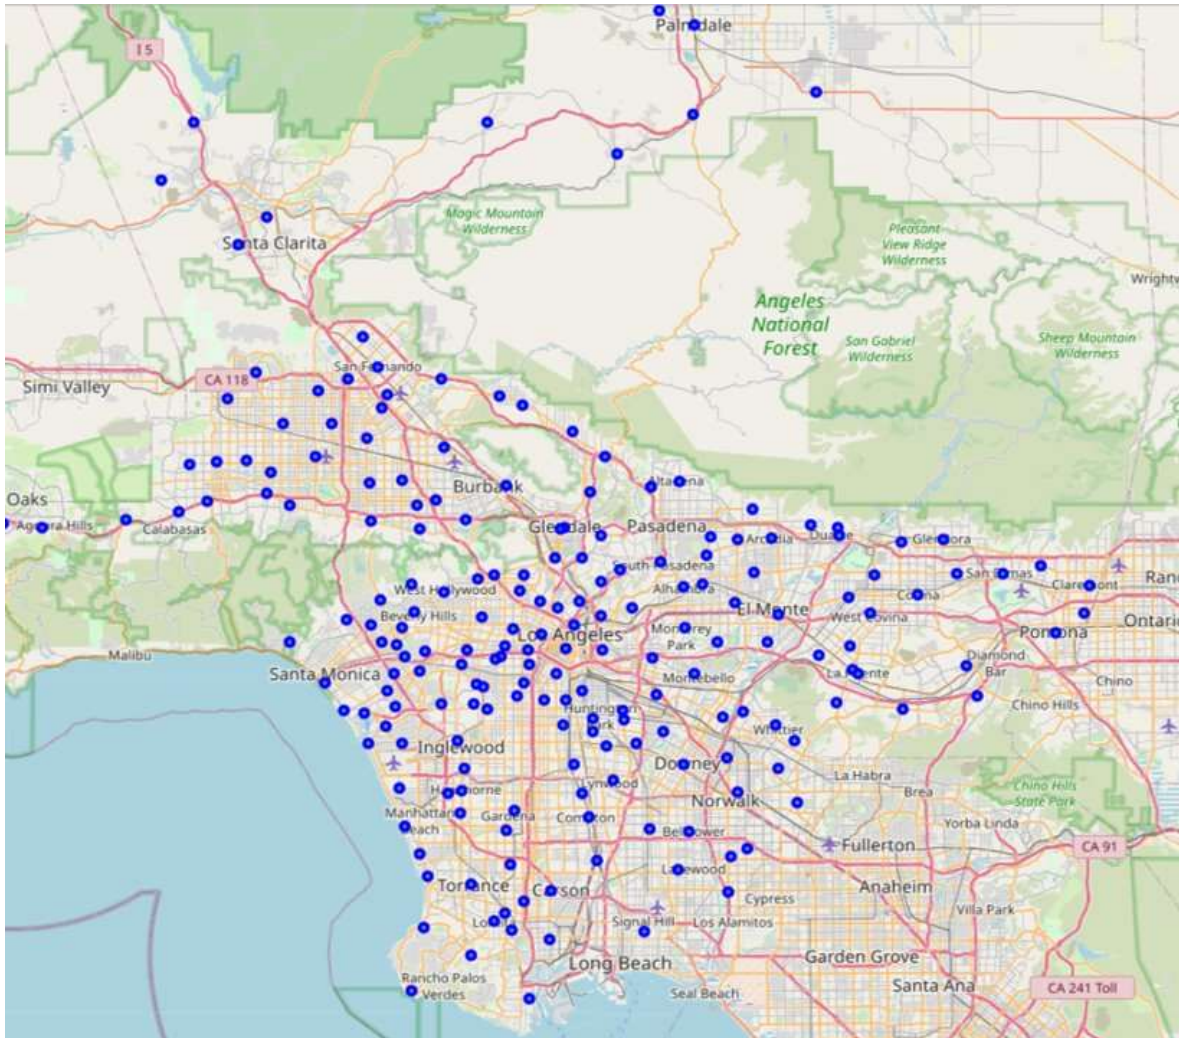 Palmdale
I 5
Magic Mountain
Wilderness
Pleasant
View Ridge
Wilderness
Santa Clarita
Wrightw
Angeles
National
Forest
San Gabriel
Wilderness
Sheep Mountain
Wilderness
San Fernando
CA 118
Simi Valley
Burbank
Altadena
Oaks
Agoura Hills
Calabasas
Glendale
Pasadena
Arcadia
Duarte
Glendora
South Pasadena
San Dimas
Claremont
Ranc
West Hollywood
Alhambra
Covina
Beverly Hills
El Monte
West Covina
Ontario
Los Angeles
Monterey
Park
Pomona
Malibu
Diamond
Bar
Santa Monica
Montebello
La Puente
Chino
Huntington
Park
Chino Hills
Whittier
Inglewood
Downey
La Habra
Chino Hills
State Park
Lynwood
Hawthorne
Brea
Norwalk
Manhattan
Beach
Gardena
Compton
Yorba Linda
Bellflower
Fullerton
CA 91
Lakewood
Torrance
Carson
Anaheim
Cypress
Villa Park
Signal Hill
Los Alamitos
Garden Grove
Long Beach
Rancho Palos
Verdes
Santa Ana
CA 241 Toll
Seal Beach